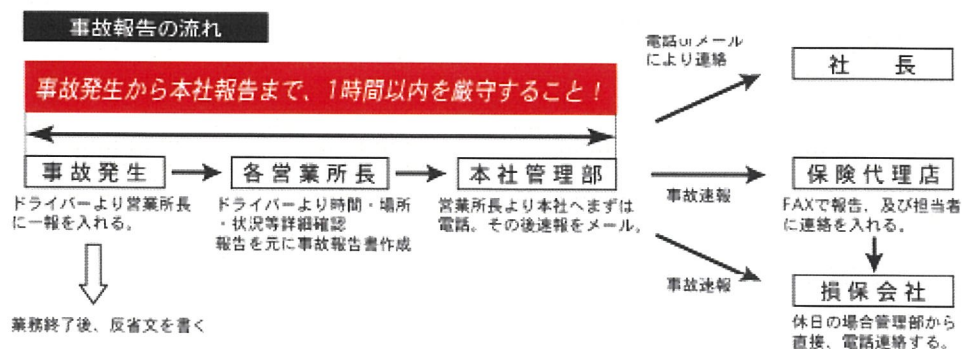 事故報告の流れ
事故発生から本社報告まで、1時間以内を厳守すること！
電話orメール
により連絡
社　長
事故発生
各営業所長
本社管理部
保険代理店
ドライバーより営業所長
に一報を入れる。
ドライバーより時間・場所
・状況等詳細確認
報告を元に事故報告書作成
営業所長より本社へまずは
電話。その後速報をメール。
事故速報
FAXで報告、及び担当者
に連絡を入れる。
事故速報
損保会社
業務終了後、反省文を書く
休日の場合管理部から
直接、電話連絡する。